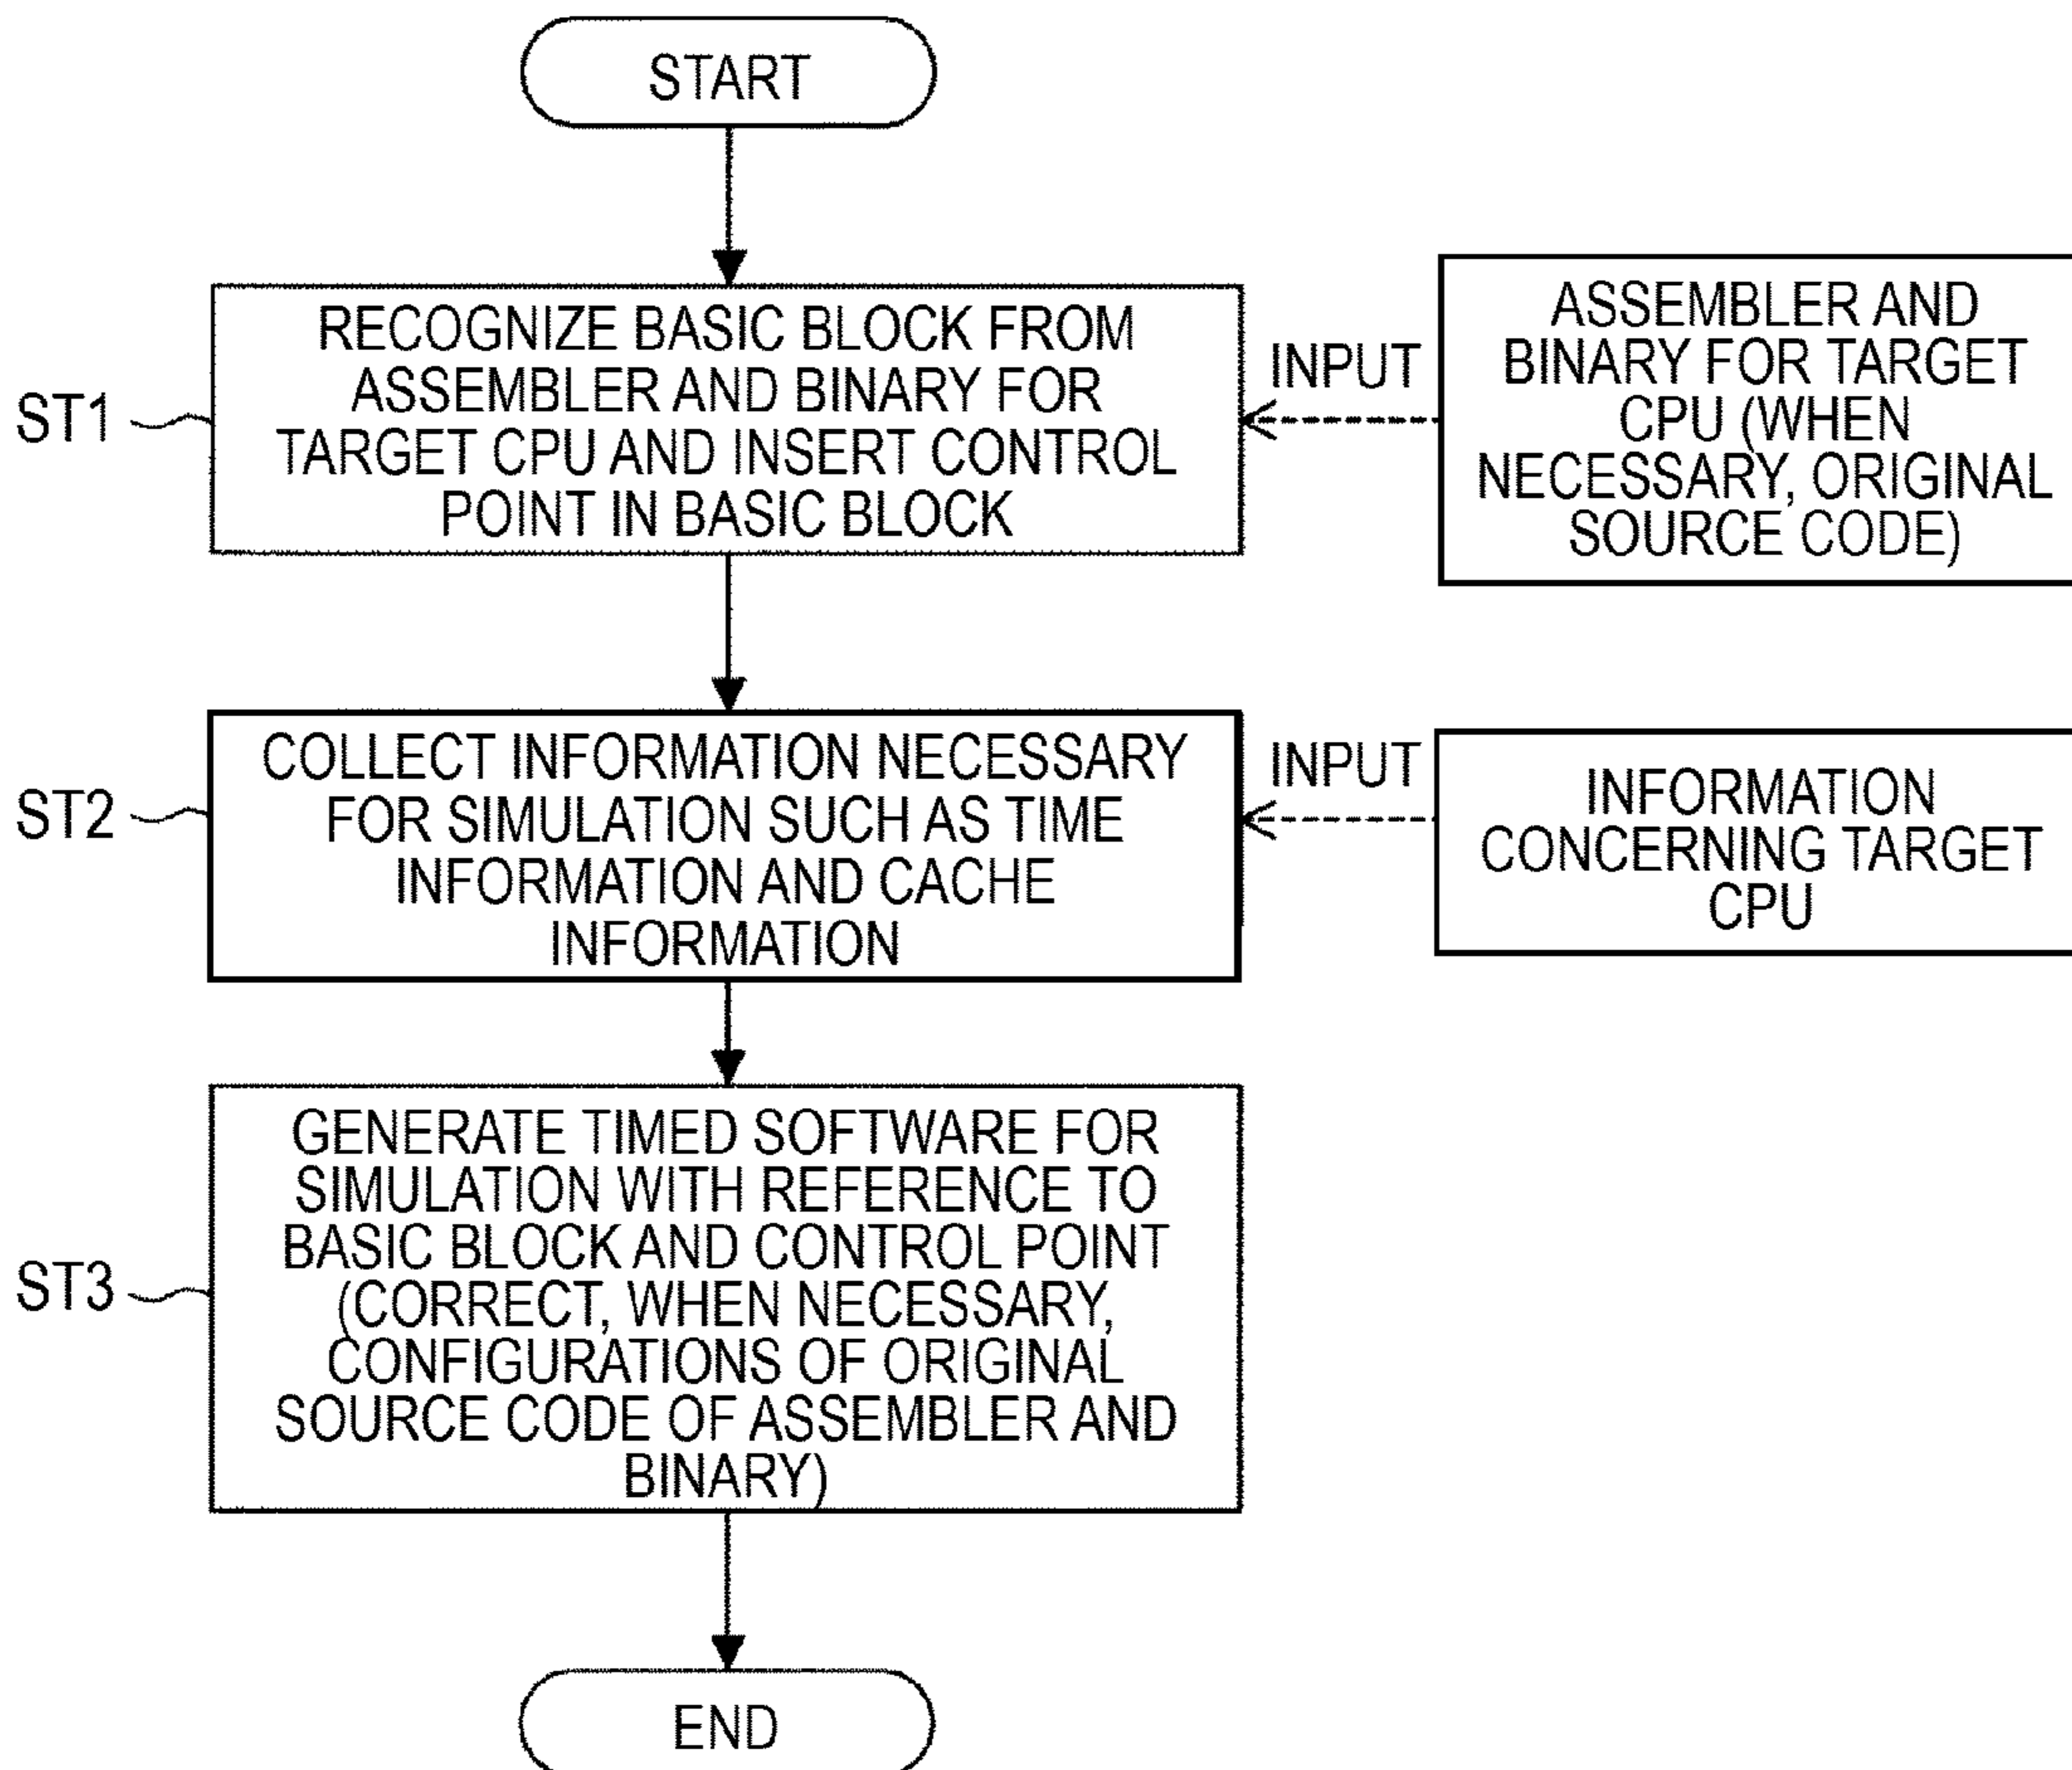 START
RECOGNIZE BASIC BLOCK FROM
ASSEMBLER AND BINARY FOR
TARGET CPU AND INSERT CONTROL
POINT IN BASIC BLOCK
ST1
INPUT
ASSEMBLER AND
BINARY FOR TARGET
CPU (WHEN
NECESSARY, ORIGINAL
SOURCE CODE)
COLLECT INFORMATION NECESSARY
FOR SIMULATION SUCH AS TIME
INFORMATION AND CACHE
INFORMATION
ST2
INPUT
INFORMATION
CONCERNING TARGET
CPU
GENERATE TIMED SOFTWARE FOR
SIMULATION WITH REFERENCE TO
BASIC BLOCK AND CONTROL POINT
(CORRECT, WHEN NECESSARY,
CONFIGURATIONS OF ORIGINAL
SOURCE CODE OF ASSEMBLER AND
BINARY)
ST3
END